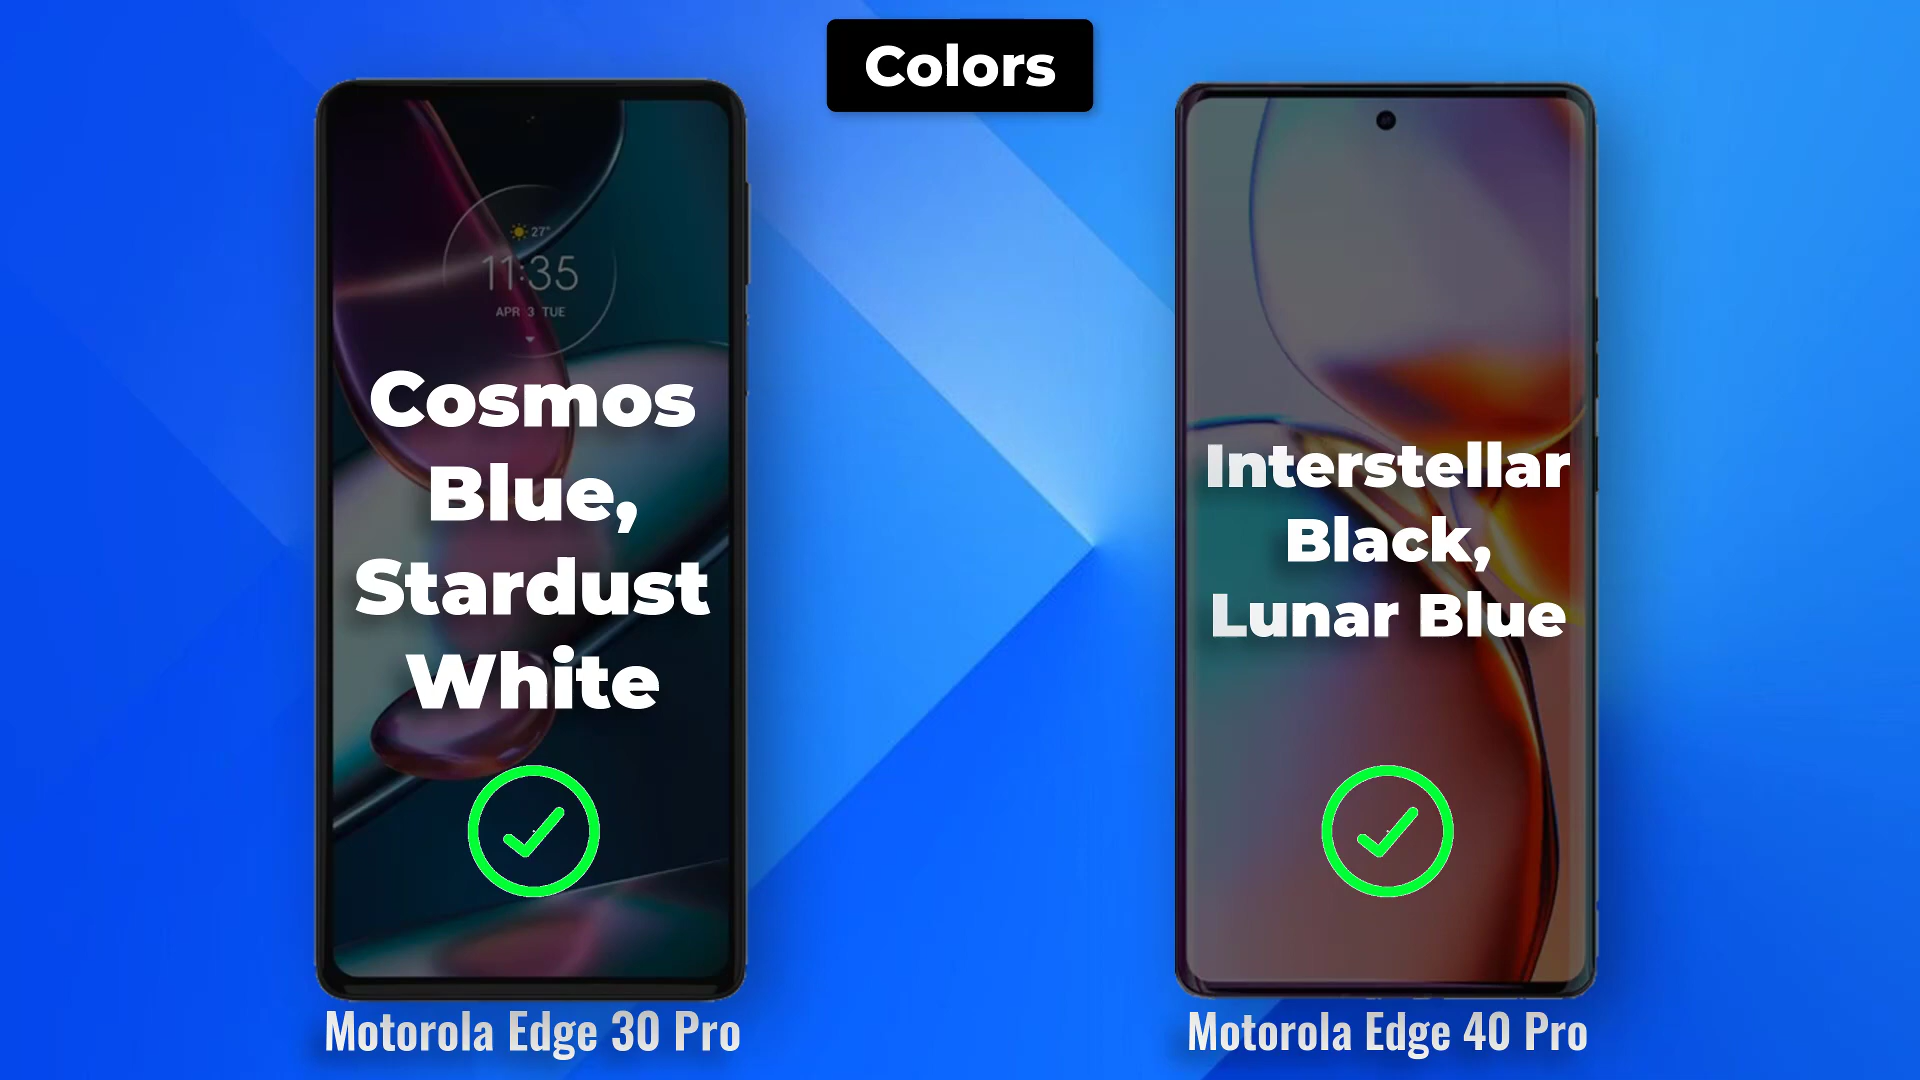 Colors
27°
11:35
APR 3 TUE
Cosmos
Blue,
Stardust
White
Motorola Edge 30 Pro
Interstellar
Black,
Lunar Blue
Motorola Edge 40 Pro